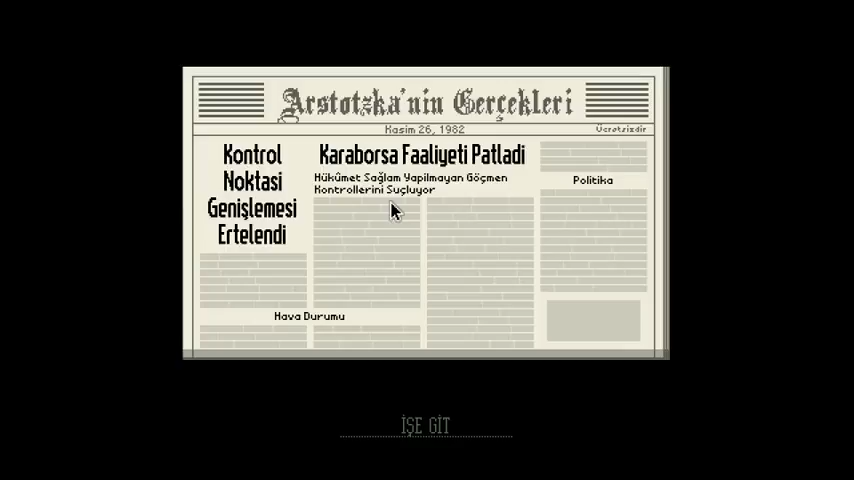 Arstotzka'nin Gerçekleri
Kasim 26, 1982
Ücretsizdir
Kontrol
Noktasi
Genişlemesi
Ertelendi
Karaborsa Faaliyeti Patladi
Hükûmet Sağlam Yapilmayan Göçmen
Kontrollerini Suçluyor
Politika
Hava Durumu
İŞE GİT